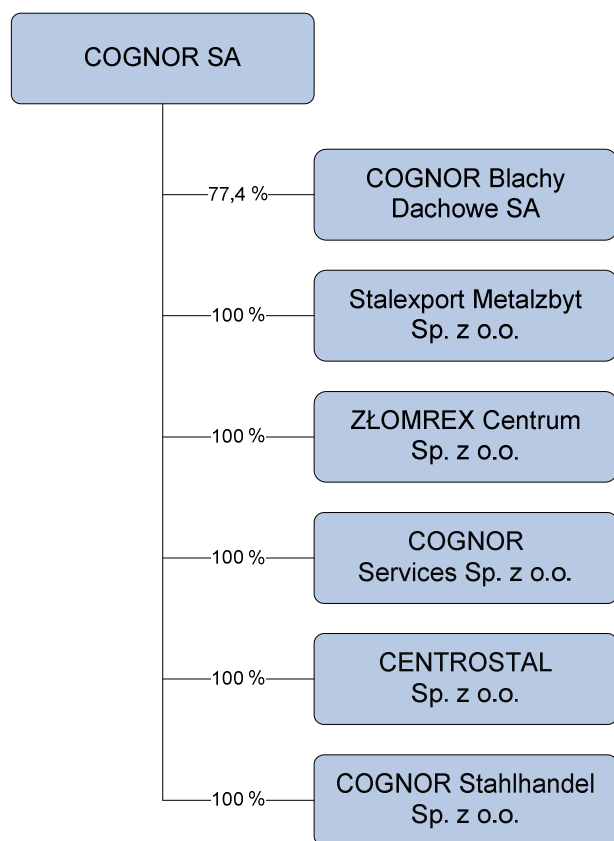 COGNOR SA
77,4 %
COGNOR Blachy
Dachowe SA
100 %
Stalexport Metalzbyt
Sp. z o.o.
100 %
ZŁOMREX Centrum
Sp. z o.o.
100 %
COGNOR
Services Sp. z o.o.
100 %
CENTROSTAL
Sp. z o.o.
100 %
COGNOR Stahlhandel
Sp. z o.o.